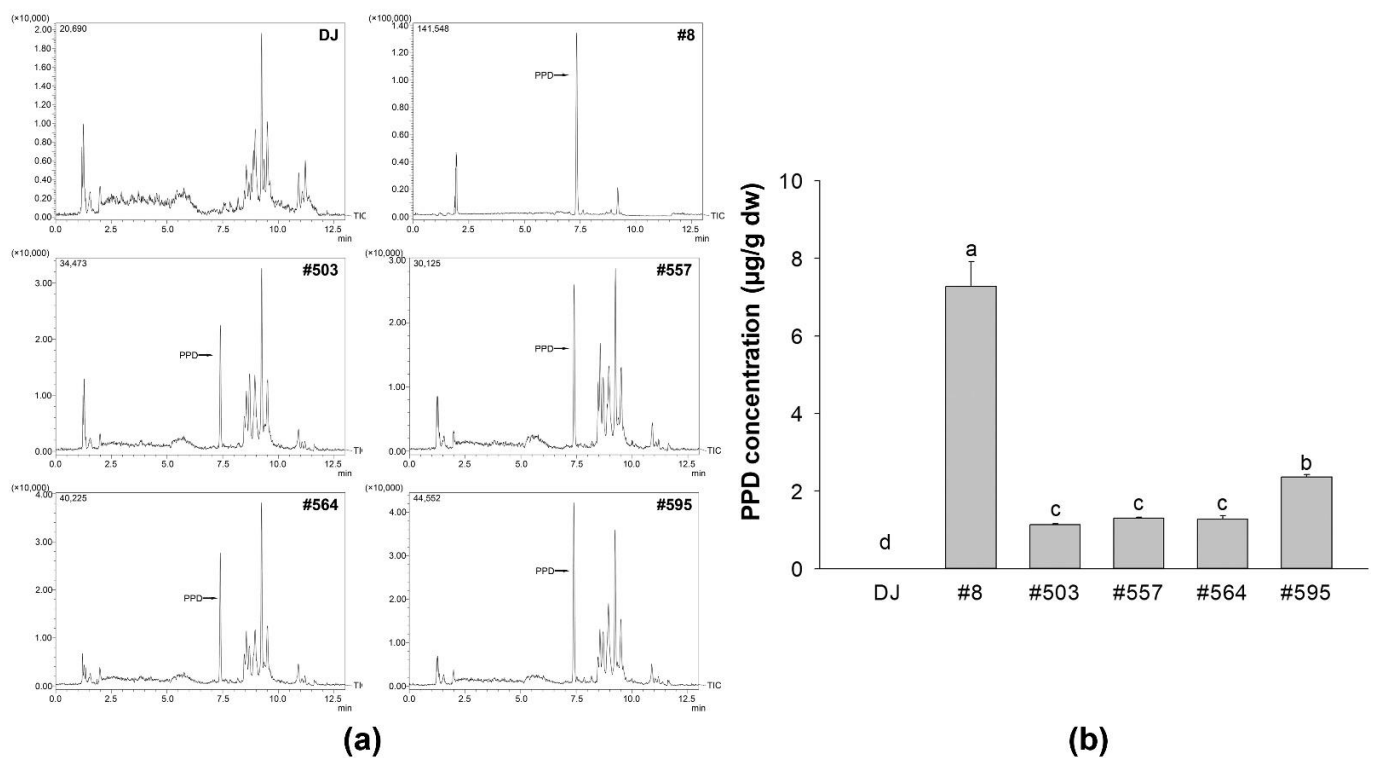 (×10,000)
20,690
DJ
2.00
1.80
1.60
1.40
1.20
1.00
0.80
0.60
0.40
0.20
0.00
TIC
0.0 2.5 5.0 7.5 10.0 12.5
min
(×100,000)
141,548
#8
1.40
1.20
1.00
0.80
0.60
0.40
0.20
0.00
PPD
TIC
0.0 2.5 5.0 7.5 10.0 12.5
min
(×10,000)
34,473
#503
3.00
2.00
1.00
0.00
PPD
0.0 2.5 5.0 7.5 10.0 12.5
min
(×10,000)
30,125
#557
3.00
2.00
1.00
0.00
PPD
TIC
0.0 2.5 5.0 7.5 10.0 12.5
min
(×10,000)
40,225
#564
4.00
3.00
2.00
1.00
0.00
PPD
0.0 2.5 5.0 7.5 10.0 12.5
min
(×10,000)
44,552
#595
4.00
3.00
2.00
1.00
0.00
PPD
TIC
0.0 2.5 5.0 7.5 10.0 12.5
min
(a)
PPD concentration (µg/g dw)
10
8
6
4
2
0
d
a
c
c
c
b
DJ #8 #503 #557 #564 #595
(b)